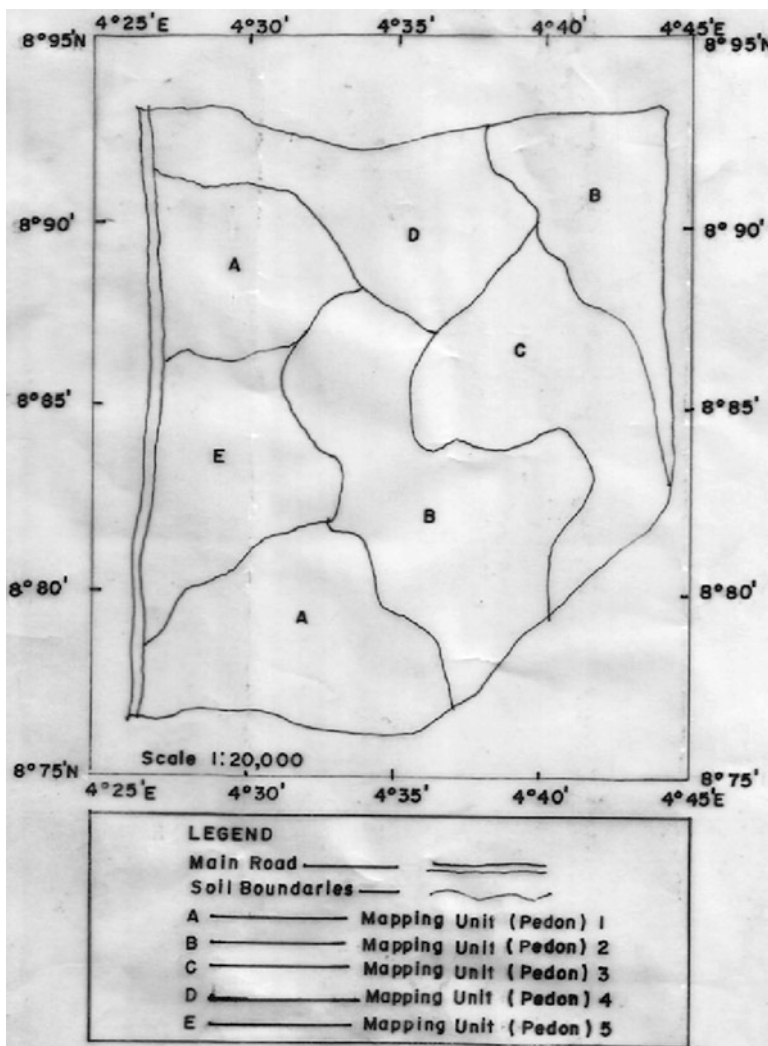 4°25'E 4°30' 4°35' 4°40' 4°45'E
8°95'N 8°95'N
B
D
8°90' 8°90'
A
C
8°85' 8°85'
E
B
8°80' 8°80'
A
Scale 1:20,000
8°75'N 8°75'N
4°25'E 4°30' 4°35' 4°40' 4°45'E
LEGEND
Main Road
Soil Boundaries
A Mapping Unit (Pedon) 1
B Mapping Unit (Pedon) 2
C Mapping Unit (Pedon) 3
D Mapping Unit (Pedon) 4
E Mapping Unit (Pedon) 5